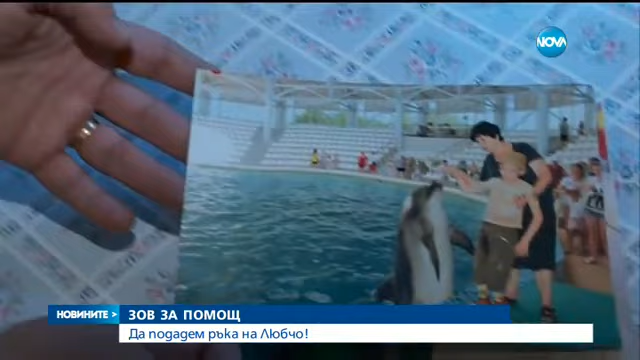 NOVA
НОВИНИТЕ >
ЗОВ ЗА ПОМОЩ
Да подадем ръка на Любчо!